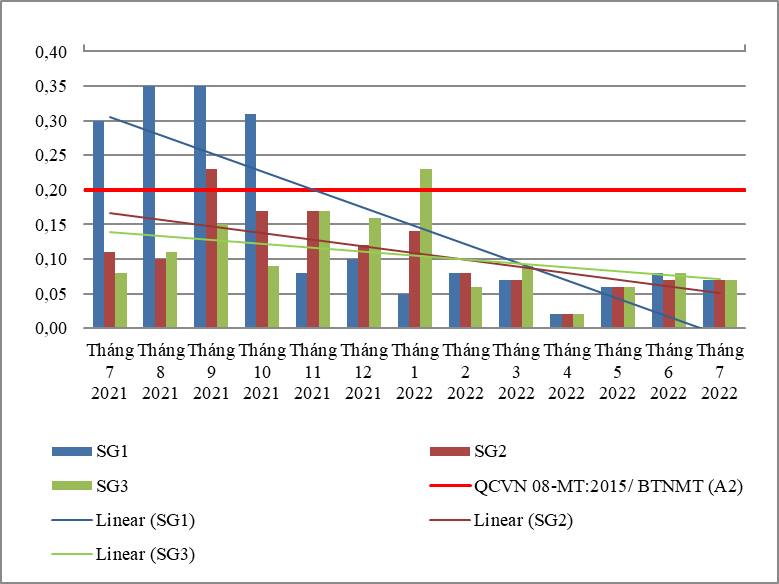 0,40
0,35
0,30
0,25
0,20
0,15
0,10
0,05
0,00
Tháng Tháng Tháng Tháng Tháng Tháng Tháng Tháng Tháng Tháng Tháng Tháng Tháng
7 8 9 10 11 12 1 2 3 4 5 6 7
2021 2021 2021 2021 2021 2021 2022 2022 2022 2022 2022 2022 2022
SG1 SG2
SG3 QCVN 08-MT:2015/ BTNMT (A2)
Linear (SG1) Linear (SG2)
Linear (SG3)